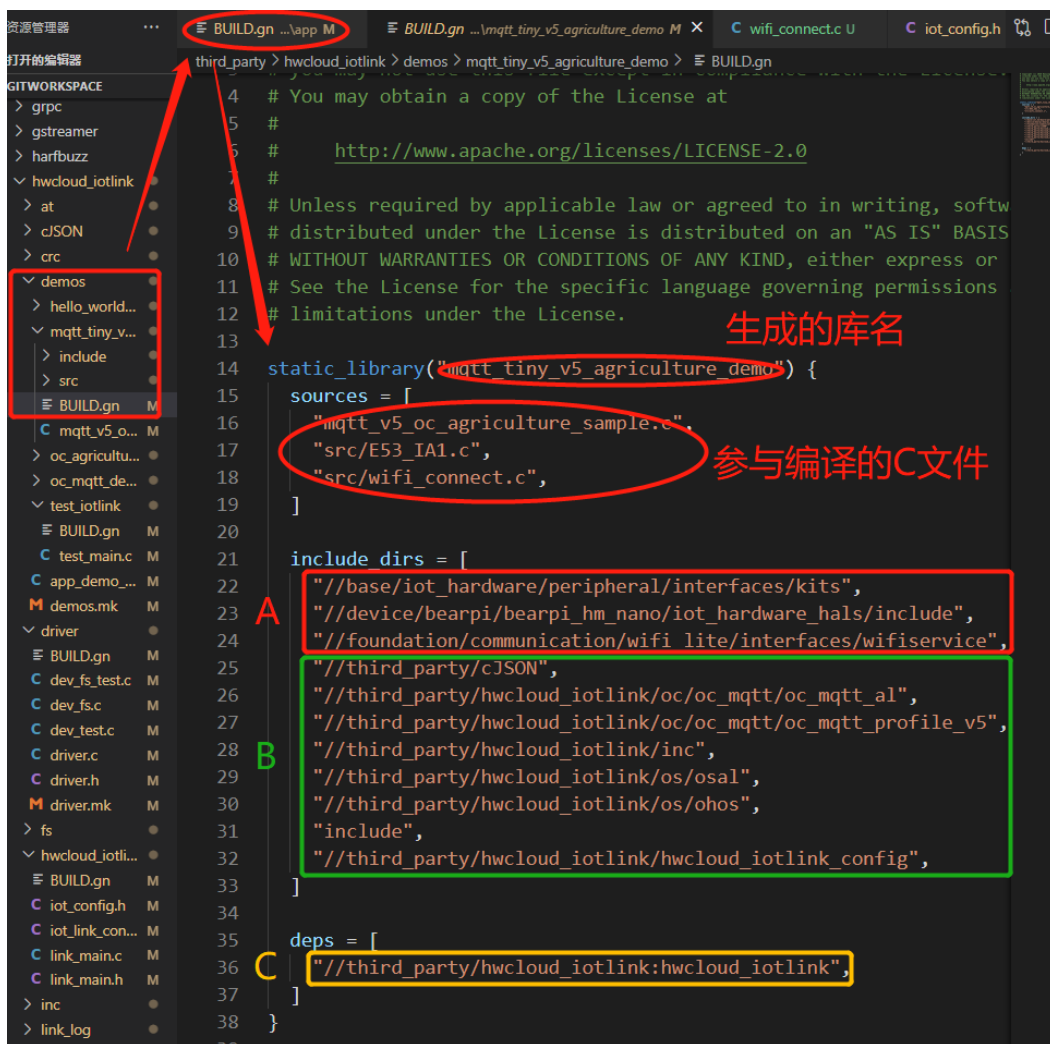 资源管理器 ···
打开的编辑器
GITWORKSPACE
grpc
gstreamer
harfbuzz
hwcloud_iotlink
at
cJSON
crc
demos
hello_world...
mqtt_tiny_v...
include
src
BUILD.gn M
mqtt_v5_o... M
oc_agricultu...
oc_mqtt_de...
test_iotlink
BUILD.gn M
C test_main.c M
C app_demo_... M
M demos.mk M
driver
BUILD.gn M
C dev_fs_test.c M
C dev_fs.c M
C dev_test.c M
C driver.c M
C driver.h M
M driver.mk M
fs
hwcloud_iotli...
BUILD.gn M
C iot_config.h M
C iot_link_con... M
C link_main.c M
C link_main.h M
inc
link_log
BUILD.gn ...\app M
BUILD.gn ...\mqtt_tiny_v5_agriculture_demo M
C wifi_connect.c U
C iot_config.h
third_party > hwcloud_iotlink > demos > mqtt_tiny_v5_agriculture_demo > BUILD.gn
# you may not use this file except in compliance with the License.
4 # You may obtain a copy of the License at
5 #
6 # http://www.apache.org/licenses/LICENSE-2.0
7 #
8 # Unless required by applicable law or agreed to in writing, softw
9 # distributed under the License is distributed on an "AS IS" BASIS
10 # WITHOUT WARRANTIES OR CONDITIONS OF ANY KIND, either express or
11 # See the License for the specific language governing permissions
12 # limitations under the License.
13
生成的库名
14 static_library("mqtt_tiny_v5_agriculture_demo") {
15 sources = [
16 "mqtt_v5_oc_agriculture_sample.c",
17 "src/E53_IA1.c",
参与编译的C文件
18 "src/wifi_connect.c",
19 ]
20
21 include_dirs = [
22 "//base/iot_hardware/peripheral/interfaces/kits",
A
23 "//device/bearpi/bearpi_hm_nano/iot_hardware_hals/include",
24 "//foundation/communication/wifi_lite/interfaces/wifiservice",
25 "//third_party/cJSON",
26 "//third_party/hwcloud_iotlink/oc/oc_mqtt/oc_mqtt_al",
27 "//third_party/hwcloud_iotlink/oc/oc_mqtt/oc_mqtt_profile_v5",
B
28 "//third_party/hwcloud_iotlink/inc",
29 "//third_party/hwcloud_iotlink/os/osal",
30 "//third_party/hwcloud_iotlink/os/ohos",
31 "include",
32 "//third_party/hwcloud_iotlink/hwcloud_iotlink_config",
33 ]
34
35 deps = [
C
36 "//third_party/hwcloud_iotlink:hwcloud_iotlink",
37 ]
38 }